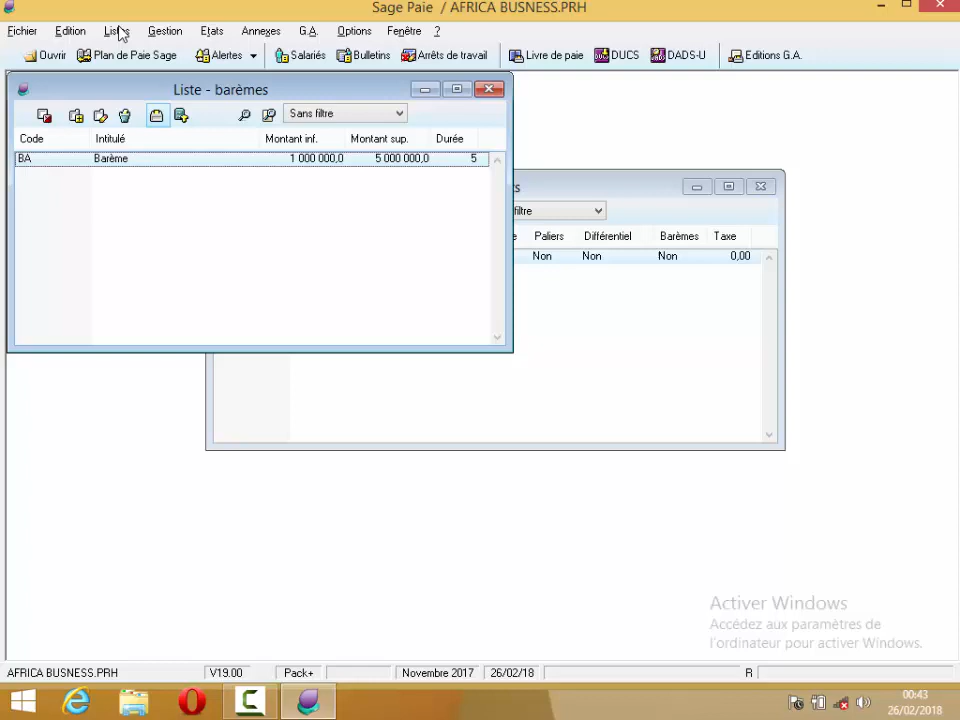 Sage Paie / AFRICA BUSNESS.PRH
Fichier Edition Listes Gestion Etats Annexes G.A. Options Fenêtre ?
Ouvrir Plan de Paie Sage Alertes Salariés Bulletins Arrêts de travail Livre de paie DUCS DADS-U Editions G.A.
Liste - barèmes
Sans filtre
Code Intitulé Montant inf. Montant sup. Durée
BA Barème 1 000 000,0 5 000 000,0 5
filtre
Paliers Différentiel Barèmes Taxe
Non Non Non 0,00
Activer Windows
Accédez aux paramètres de
l'ordinateur pour activer Windows.
AFRICA BUSNESS.PRH V19.00 Pack+ Novembre 2017 26/02/18 R
00:43
26/02/2018